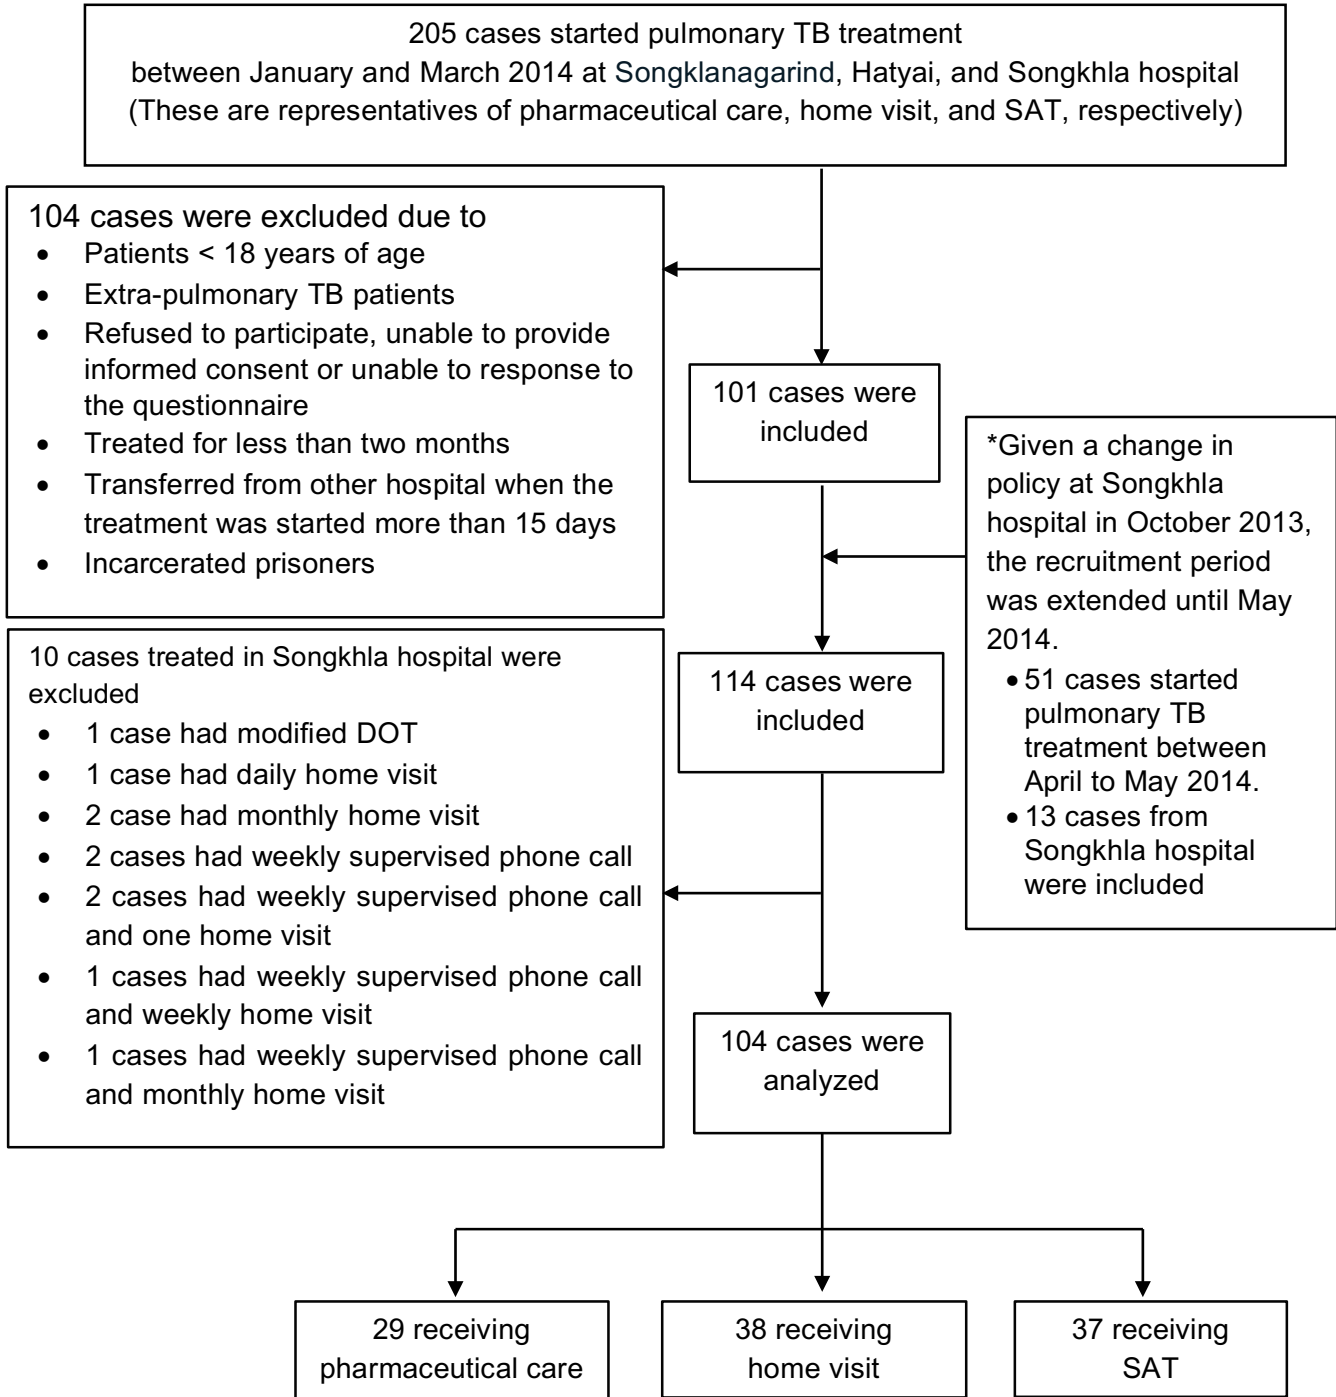 205 cases started pulmonary TB treatment
between January and March 2014 at Songklanagarind, Hatyai, and Songkhla hospital
(These are representatives of pharmaceutical care, home visit, and SAT, respectively)
104 cases were excluded due to
• Patients < 18 years of age
• Extra-pulmonary TB patients
• Refused to participate, unable to provide
informed consent or unable to response to
the questionnaire
• Treated for less than two months
• Transferred from other hospital when the
treatment was started more than 15 days
• Incarcerated prisoners
101 cases were
included
*Given a change in
policy at Songkhla
hospital in October 2013,
the recruitment period
was extended until May
2014.
• 51 cases started
pulmonary TB
treatment between
April to May 2014.
• 13 cases from
Songkhla hospital
were included
114 cases were
included
10 cases treated in Songkhla hospital were
excluded
• 1 case had modified DOT
• 1 case had daily home visit
• 2 case had monthly home visit
• 2 cases had weekly supervised phone call
• 2 cases had weekly supervised phone call
and one home visit
• 1 cases had weekly supervised phone call
and weekly home visit
• 1 cases had weekly supervised phone call
and monthly home visit
104 cases were
analyzed
29 receiving
pharmaceutical care
38 receiving
home visit
37 receiving
SAT